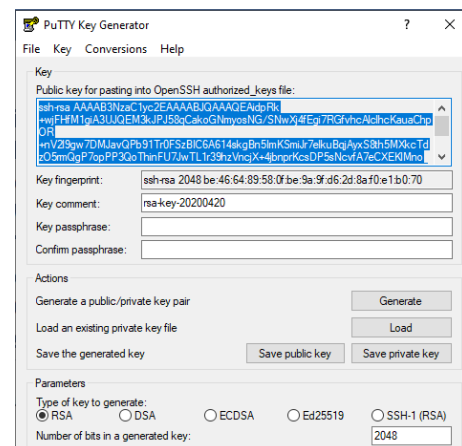 PuTTY Key Generator
File Key Conversions Help
Key
Public key for pasting into OpenSSH authorized_keys file:
ssh-rsa AAAAB3NzaC1yc2EAAAABJQAAAQEAidpRk
+wjFHfM1giA3UJQEM3kJPJ58qCakoGNmyosNG/SNwXj4fEgi7RGfvhcAlclhcKauaChp
OR
+nV2I9gw7DMJavQPb91Tr0FSzBIC6A614skgBn5lmKSmiJr7elkuBqjAyxS8th5MXkcTd
zO5mQgP7opPP3QoThinFU7JwTL1r39hzVncjX+4jbnprKcsDP5sNcvfA7eCXEKlMno
Key fingerprint: ssh-rsa 2048 be:46:64:89:58:0f:be:9a:9f:d6:2d:8a:f0:e1:b0:70
Key comment: rsa-key-20200420
Key passphrase:
Confirm passphrase:
Actions
Generate a public/private key pair Generate
Load an existing private key file Load
Save the generated key Save public key Save private key
Parameters
Type of key to generate:
RSA DSA ECDSA Ed25519 SSH-1 (RSA)
Number of bits in a generated key: 2048